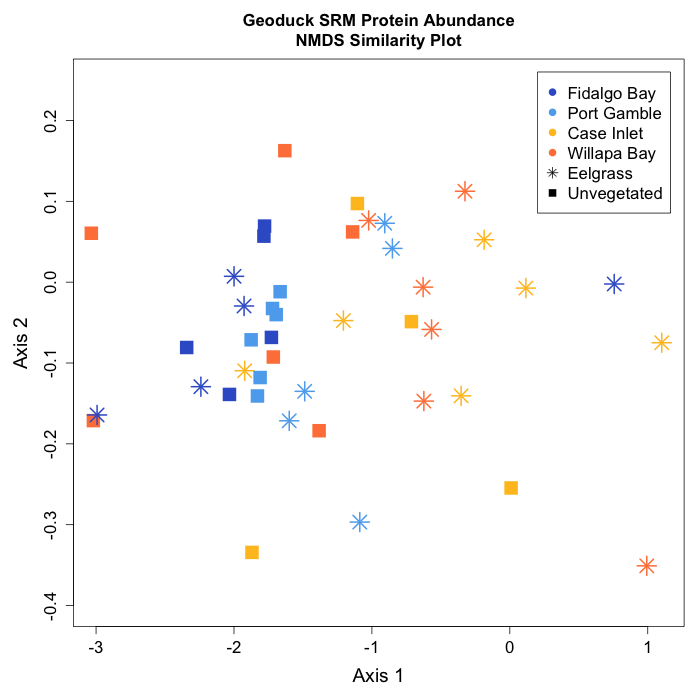 Geoduck SRM Protein Abundance
NMDS Similarity Plot
Fidalgo Bay
Port Gamble
Case Inlet
Willapa Bay
Eelgrass
Unvegetated
Axis 2
0.2
0.1
0.0
-0.1
-0.2
-0.3
-0.4
-3 -2 -1 0 1
Axis 1